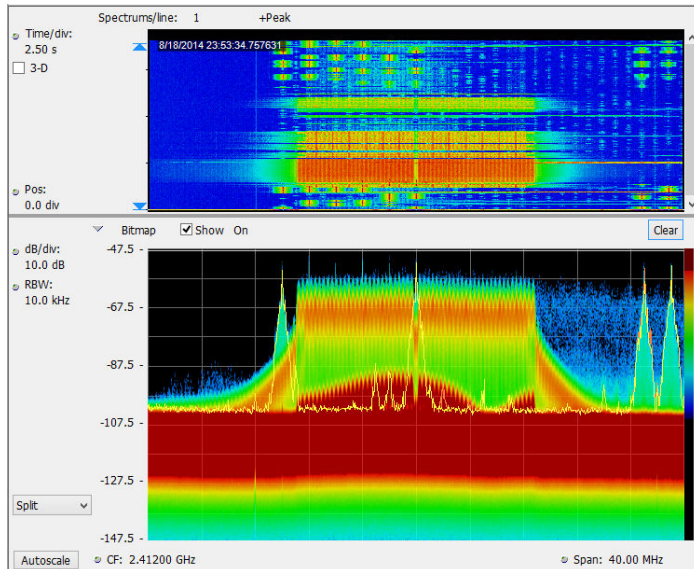 Spectrums/line: 1 +Peak
Time/div:
2.50 s
3-D
8/18/2014 23:53:34.757631
Pos:
0.0 div
Bitmap Show On Clear
dB/div:
10.0 dB
RBW:
10.0 kHz
-47.5
-67.5
-87.5
-107.5
-127.5
-147.5
Split
Autoscale CF: 2.41200 GHz Span: 40.00 MHz